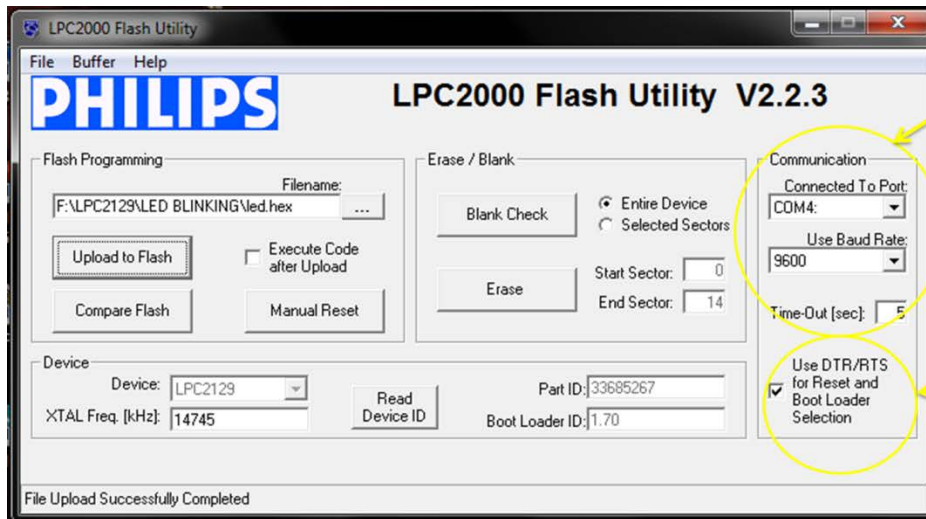 LPC2000 Flash Utility
File Buffer Help
PHILIPS
LPC2000 Flash Utility V2.2.3
Flash Programming
Filename:
F:\LPC2129\LED BLINKING\led.hex
...
Upload to Flash
Execute Code
after Upload
Compare Flash
Manual Reset
Erase / Blank
Blank Check
Entire Device
Selected Sectors
Erase
Start Sector: 0
End Sector: 14
Communication
Connected To Port:
COM4:
Use Baud Rate:
9600
Time-Out [sec]: 5
Use DTR/RTS
for Reset and
Boot Loader
Selection
Device
Device: LPC2129
XTAL Freq. [kHz]: 14745
Read
Device ID
Part ID: 33685267
Boot Loader ID: 1.70
File Upload Successfully Completed